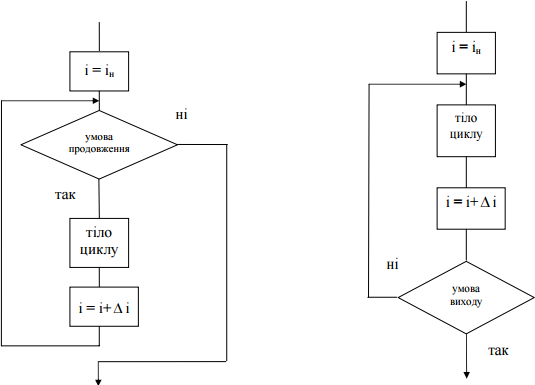 i = iн
умова
продовження
ні
так
тіло
циклу
i = i+ Δ i
i = iн
тіло
циклу
i = i+ Δ i
ні
умова
виходу
так